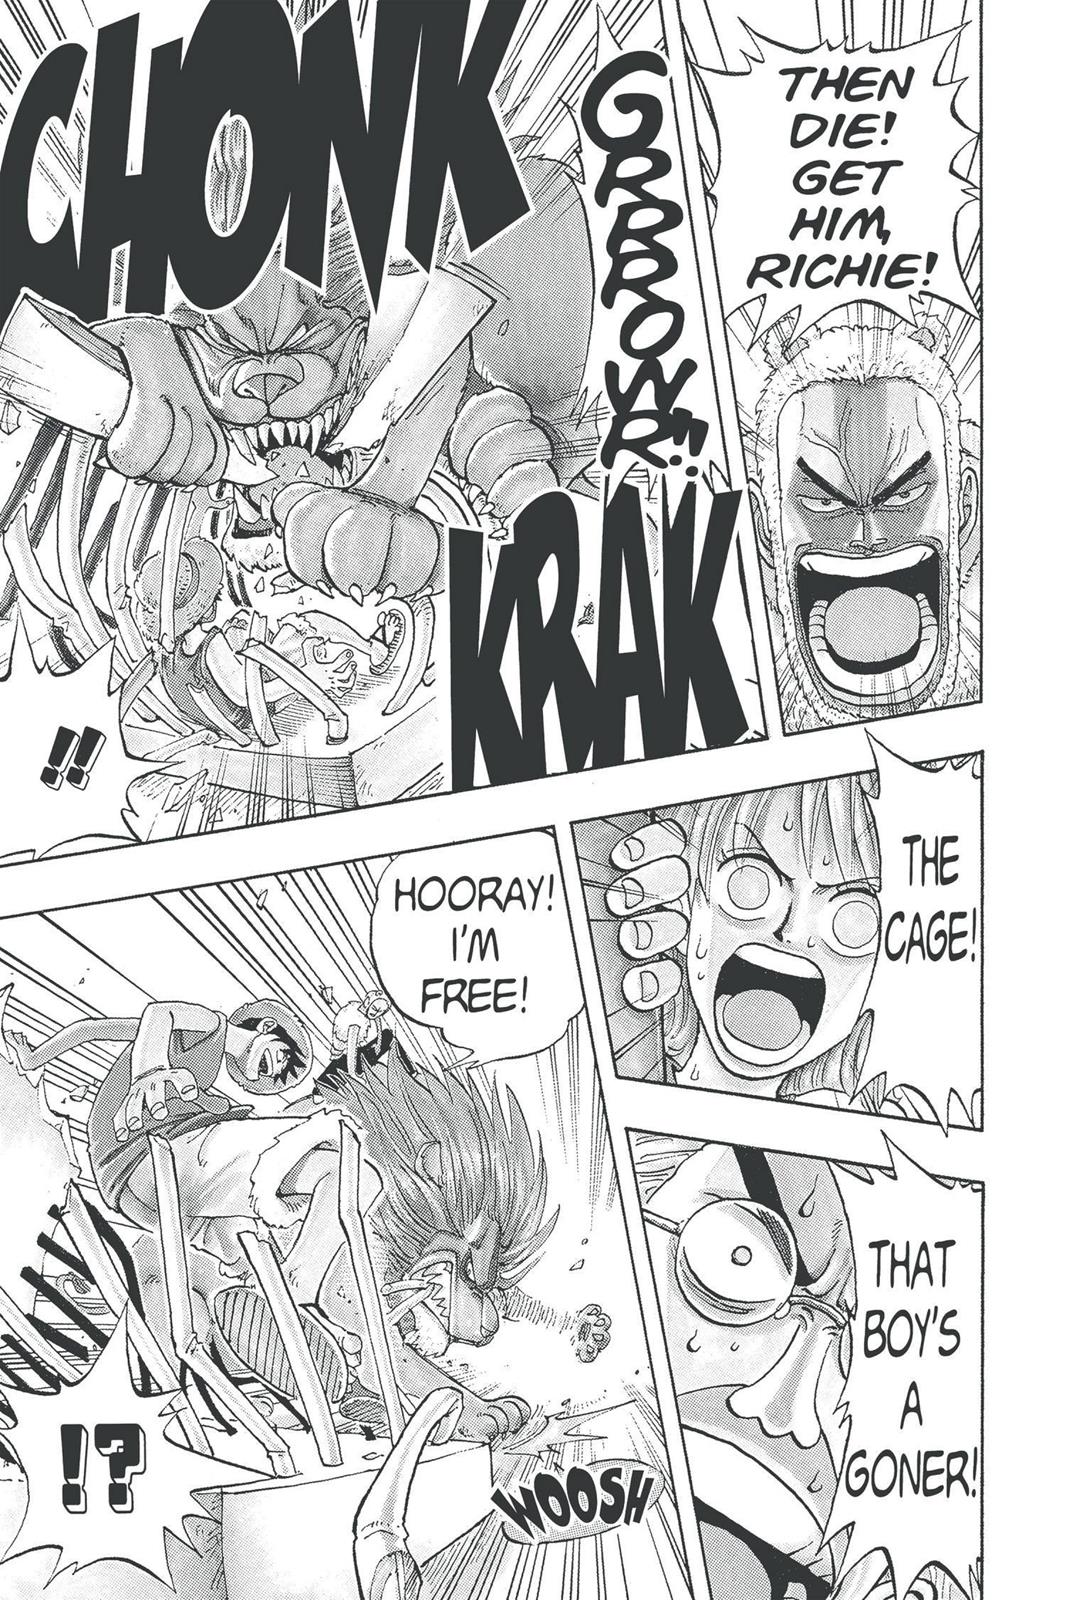 THEN
DIE!
GET
HIM,
RICHIE!
GRRROWR!!
CHONK
KRAK
!!
THE
CAGE!
HOORAY!
I'M
FREE!
THAT
BOY'S
A
GONER!
WOOSH
!?